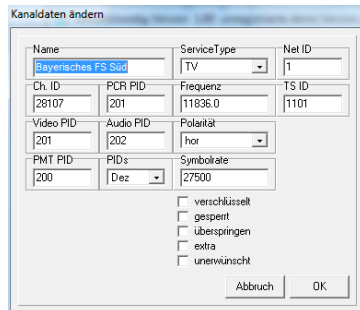 Kanaldaten ändern
Name ServiceType Net ID
Bayerisches FS Süd TV 1
Ch. ID PCR PID Frequenz TS ID
28107 201 11836.0 1101
Video PID Audio PID Polarität
201 202 hor
PMT PID PIDs Symbolrate
200 Dez 27500
verschlüsselt
gesperrt
überspringen
extra
unerwünscht
Abbruch OK